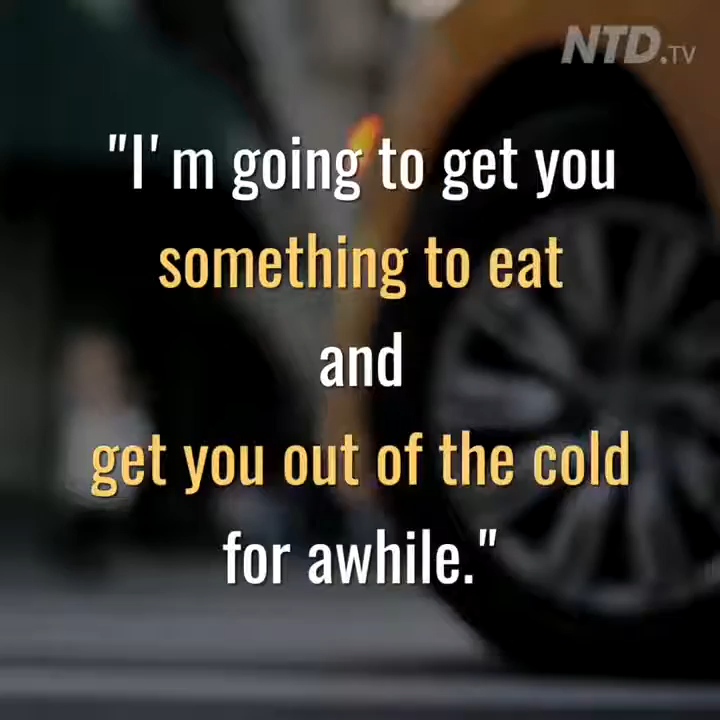 NTD.TV
"I'm going to get you
something to eat
and
get you out of the cold
for awhile."